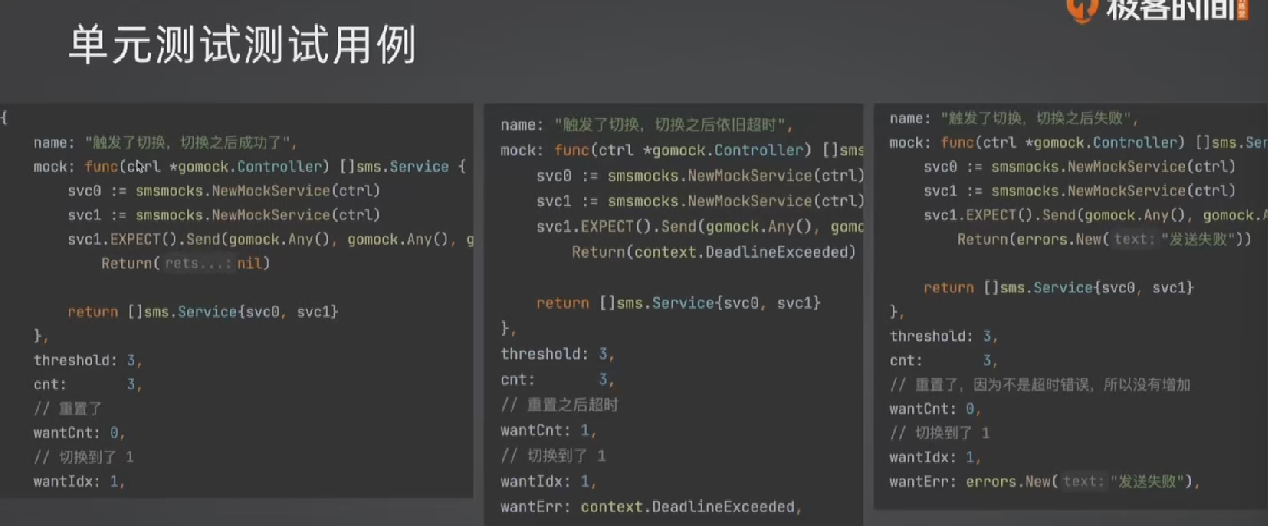 极客时间
单元测试测试用例
{
name: "触发了切换，切换之后成功了",
mock: func(ctrl *gomock.Controller) []sms.Service {
svc0 := smsmocks.NewMockService(ctrl)
svc1 := smsmocks.NewMockService(ctrl)
svc1.EXPECT().Send(gomock.Any(), gomock.Any(), g
Return( rets...: nil)
return []sms.Service{svc0, svc1}
},
threshold: 3,
cnt: 3,
// 重置了
wantCnt: 0,
// 切换到了 1
wantIdx: 1,
name: "触发了切换，切换之后依旧超时",
mock: func(ctrl *gomock.Controller) []sms
svc0 := smsmocks.NewMockService(ctrl)
svc1 := smsmocks.NewMockService(ctrl)
svc1.EXPECT().Send(gomock.Any(), gomo
Return(context.DeadlineExceeded)
return []sms.Service{svc0, svc1}
},
threshold: 3,
cnt: 3,
// 重置之后超时
wantCnt: 1,
// 切换到了 1
wantIdx: 1,
wantErr: context.DeadlineExceeded,
name: "触发了切换，切换之后失败",
mock: func(ctrl *gomock.Controller) []sms.Ser
svc0 := smsmocks.NewMockService(ctrl)
svc1 := smsmocks.NewMockService(ctrl)
svc1.EXPECT().Send(gomock.Any(), gomock.A
Return(errors.New( text: "发送失败"))
return []sms.Service{svc0, svc1}
},
threshold: 3,
cnt: 3,
// 重置了，因为不是超时错误，所以没有增加
wantCnt: 0,
// 切换到了 1
wantIdx: 1,
wantErr: errors.New( text: "发送失败"),